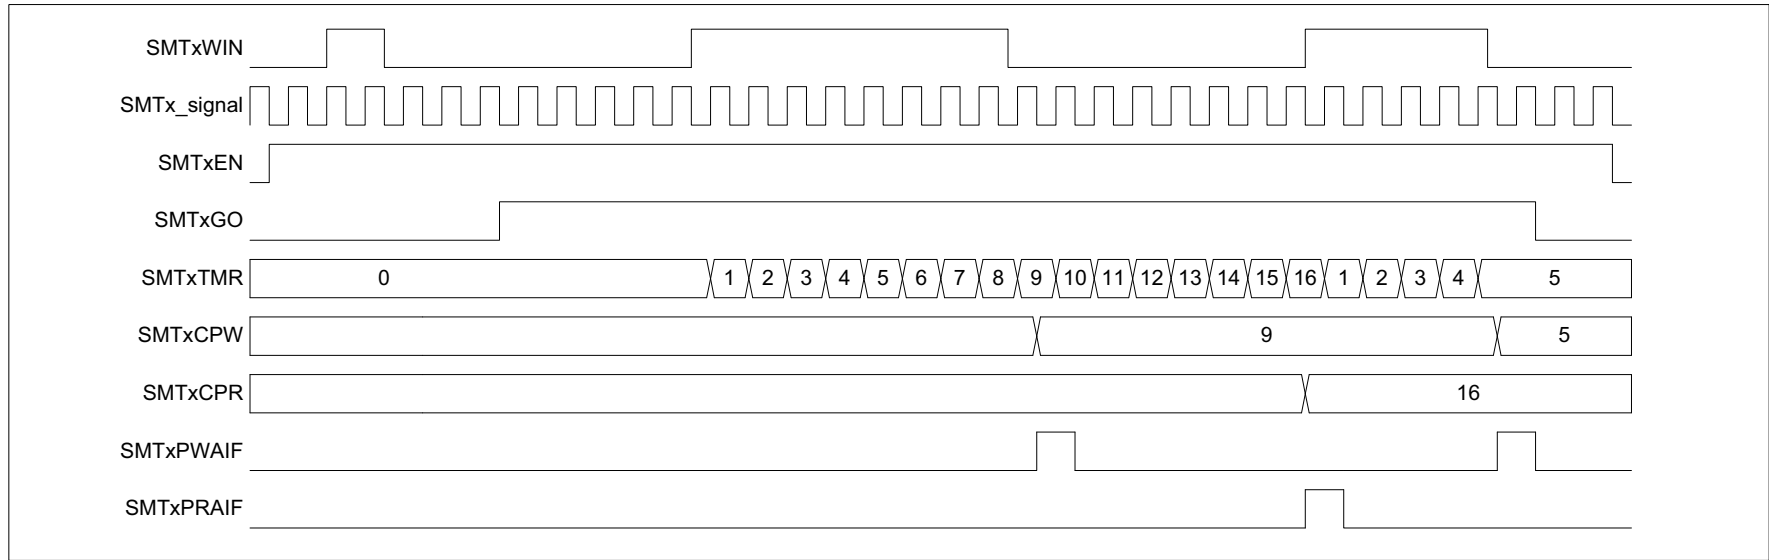 SMTxWIN
SMTx_signal
SMTxEN
SMTxGO
SMTxTMR 0 1 2 3 4 5 6 7 8 9 10 11 12 13 14 15 16 1 2 3 4 5
SMTxCPW 9 5
SMTxCPR 16
SMTxPWAIF
SMTxPRAIF